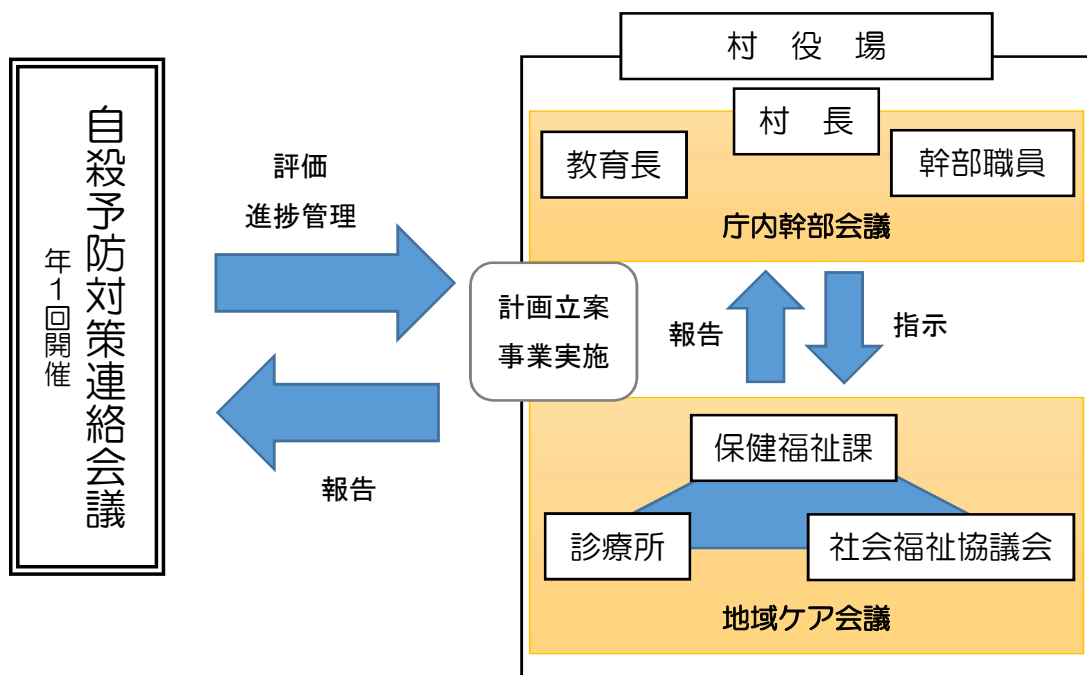 自殺予防対策連絡会議
年1回開催
評価
進捗管理
報告
村役場
村長
教育長
幹部職員
庁内幹部会議
計画立案
事業実施
報告
指示
保健福祉課
診療所
社会福祉協議会
地域ケア会議